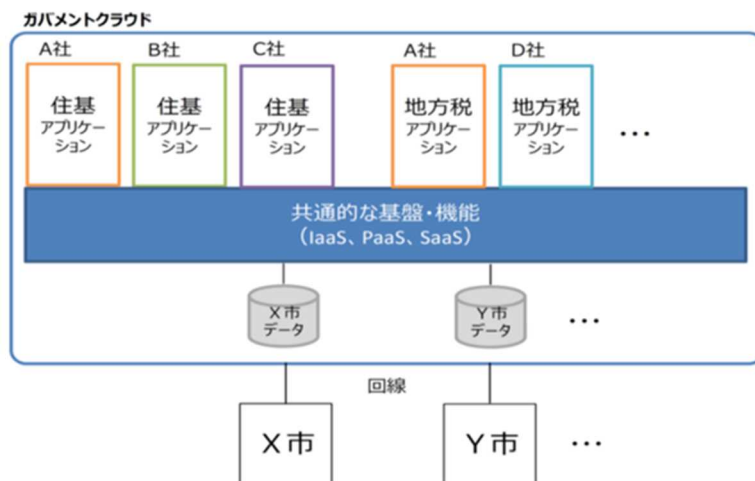 ガバメントクラウド
A社
B社
C社
A社
D社
住基
アプリケー
ション
住基
アプリケー
ション
住基
アプリケー
ション
地方税
アプリケー
ション
地方税
アプリケー
ション
…
共通的な基盤・機能
（IaaS、PaaS、SaaS）
X市
データ
Y市
データ
…
回線
X市
Y市
…